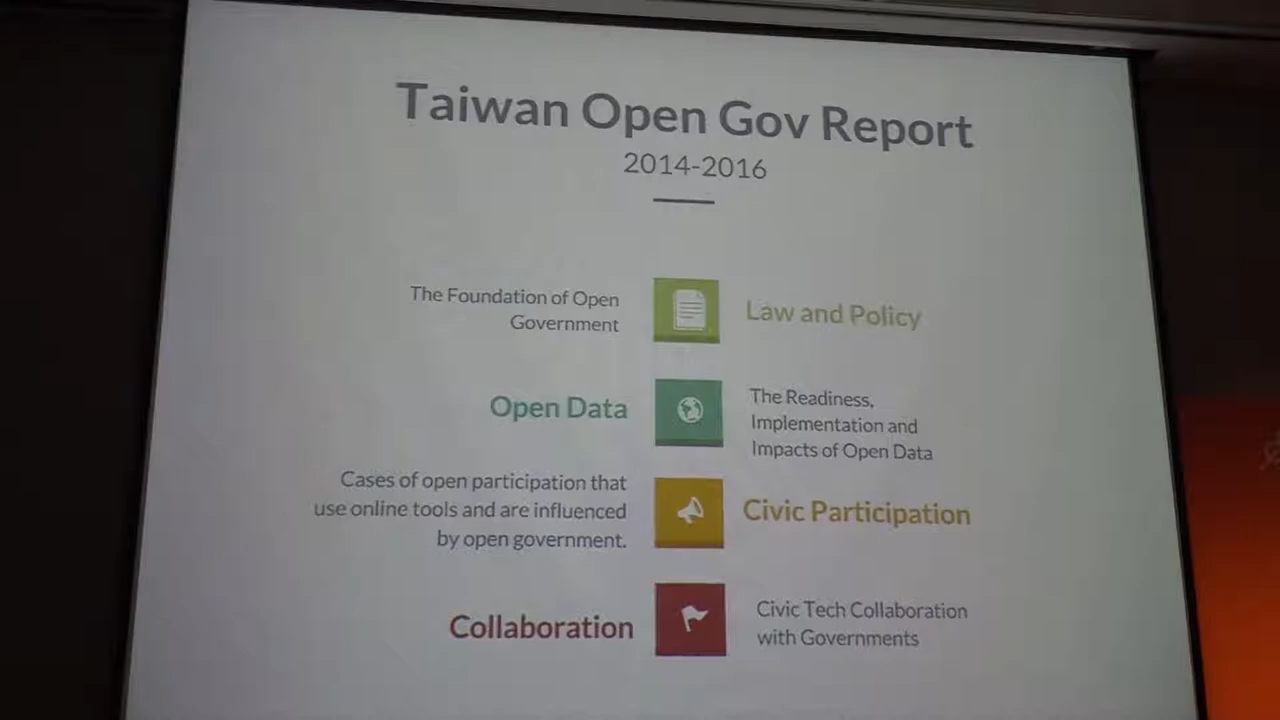 Taiwan Open Gov Report
2014-2016
The Foundation of Open
Government
Law and Policy
Open Data
The Readiness,
Implementation and
Impacts of Open Data
Cases of open participation that
use online tools and are influenced
by open government.
Civic Participation
Collaboration
Civic Tech Collaboration
with Governments